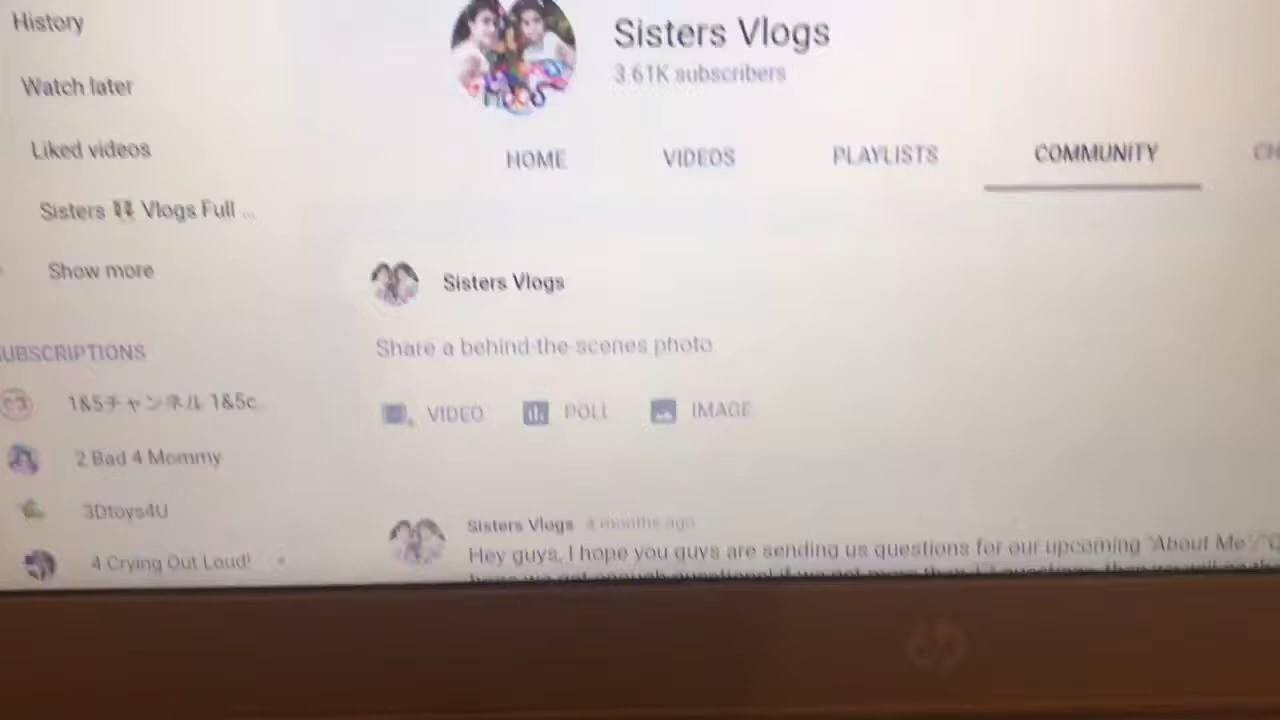 History
Watch later
Liked videos
Sisters Vlogs Full ...
Show more
UBSCRIPTIONS
1&5チャンネル 1&5c
2 Bad 4 Mommy
3Dtoys4U
4 Crying Out Loud!
Sisters Vlogs
3.61K subscribers
HOME VIDEOS PLAYLISTS COMMUNITY CH
Sisters Vlogs
Share a behind-the-scenes photo
VIDEO POLL IMAGE
Sisters Vlogs months ago
Hey guys, I hope you guys are sending us questions for our upcoming "About Me"/"Q
hp